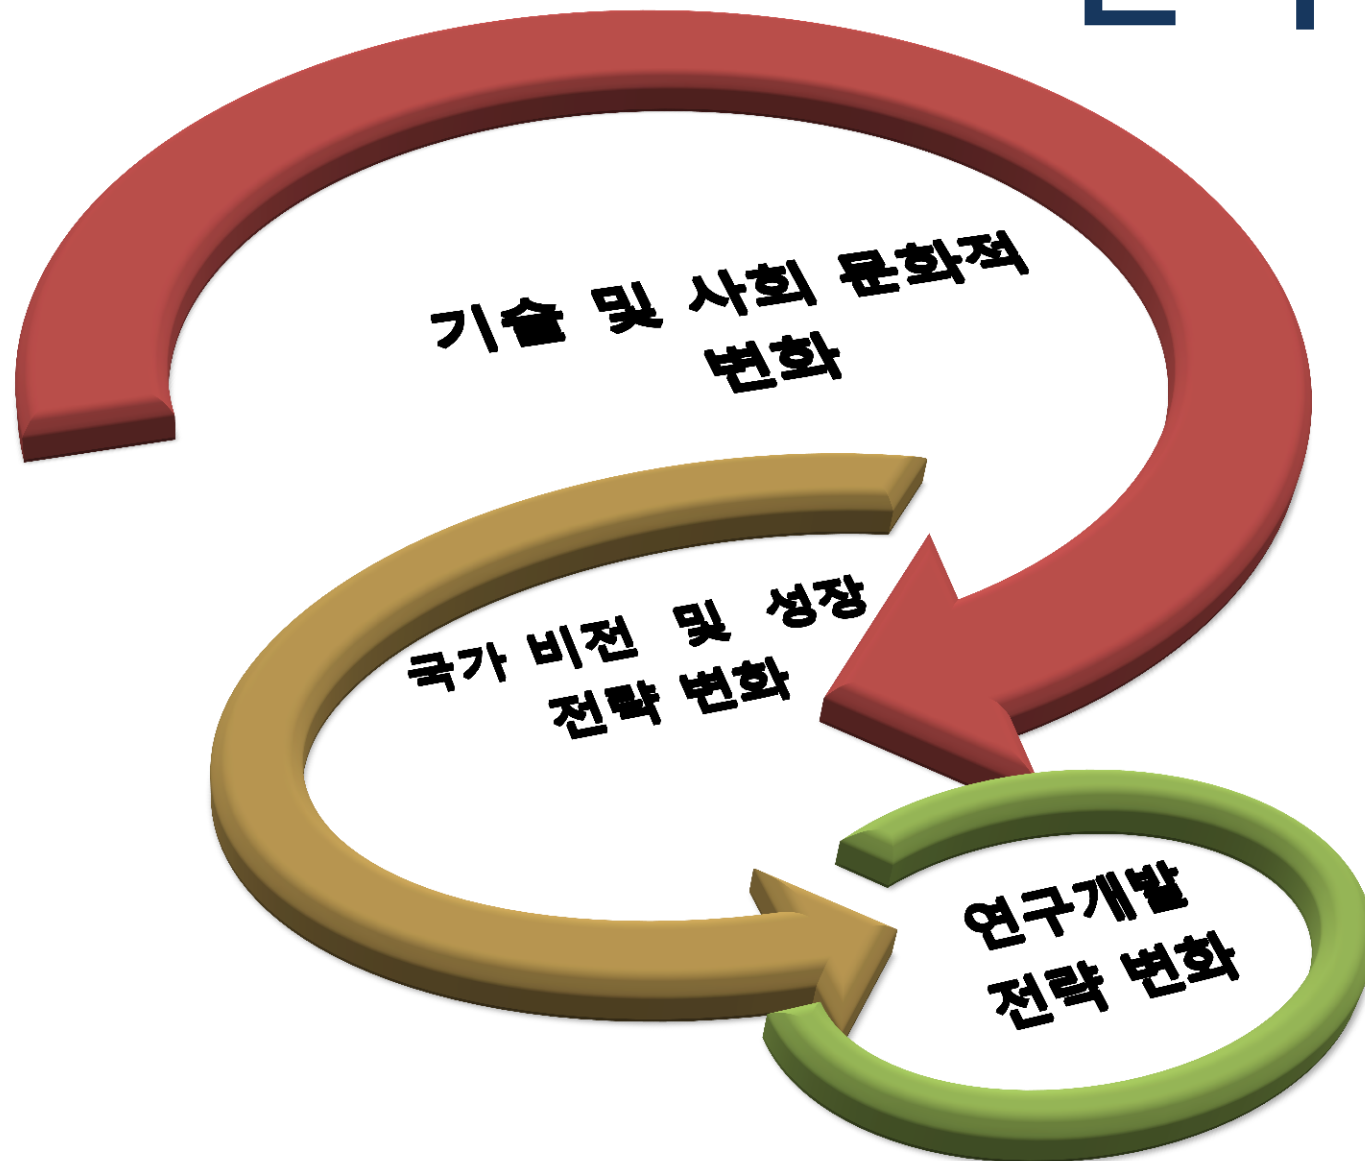 기술 및 사회 문화적
변화
국가 비전 및 성장
전략 변화
연구개발
전략 변화